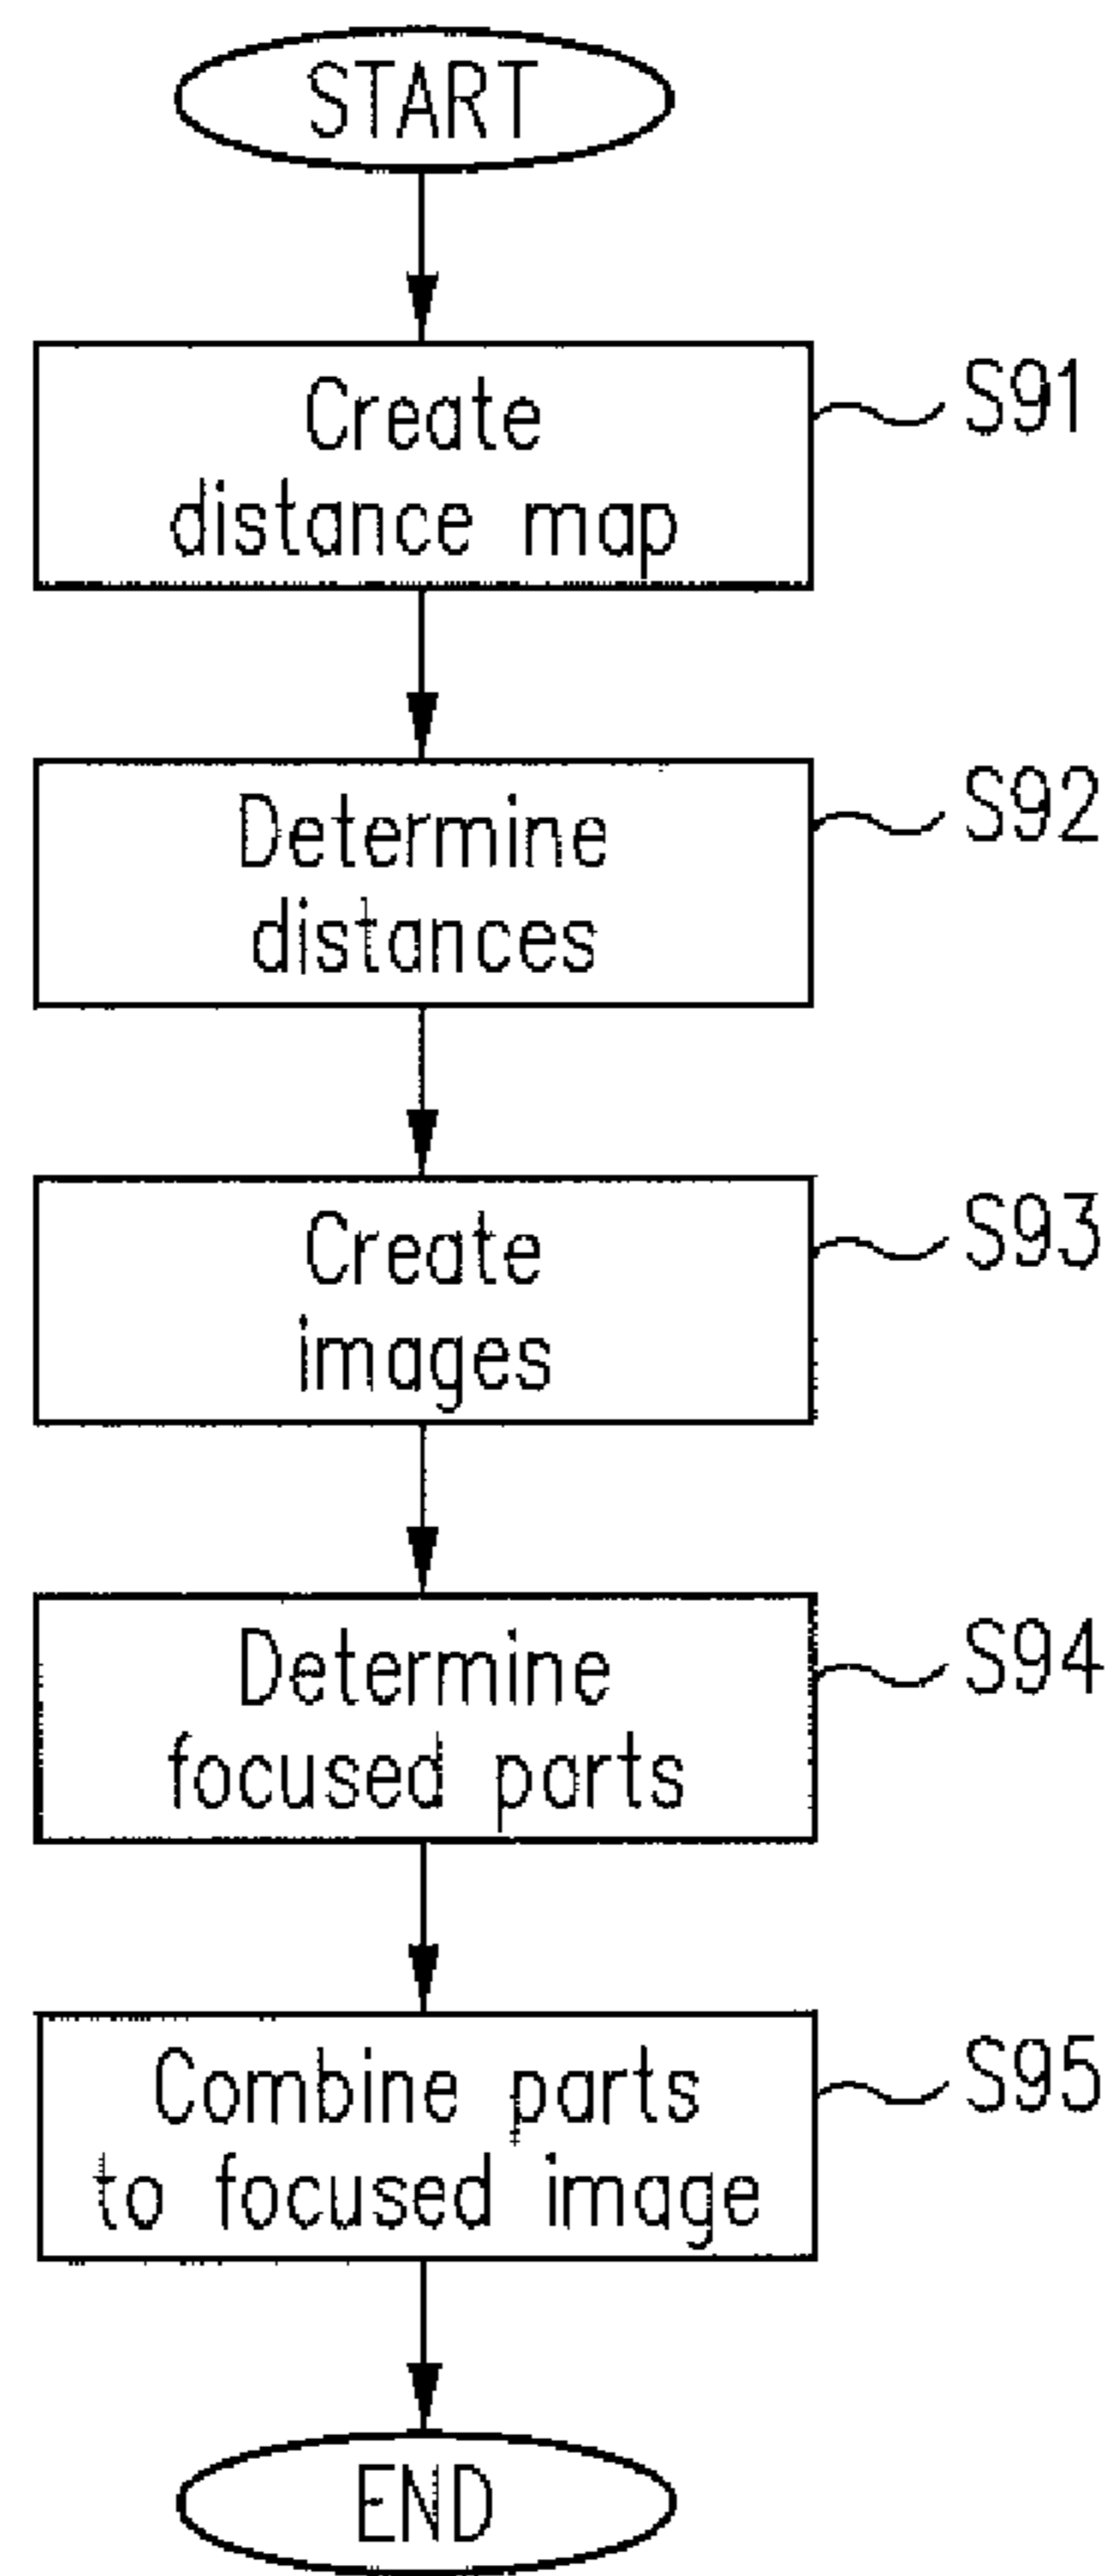 START
Create
distance map
S91
Determine
distances
S92
Create
images
S93
Determine
focused parts
S94
Combine parts
to focused image
S95
END